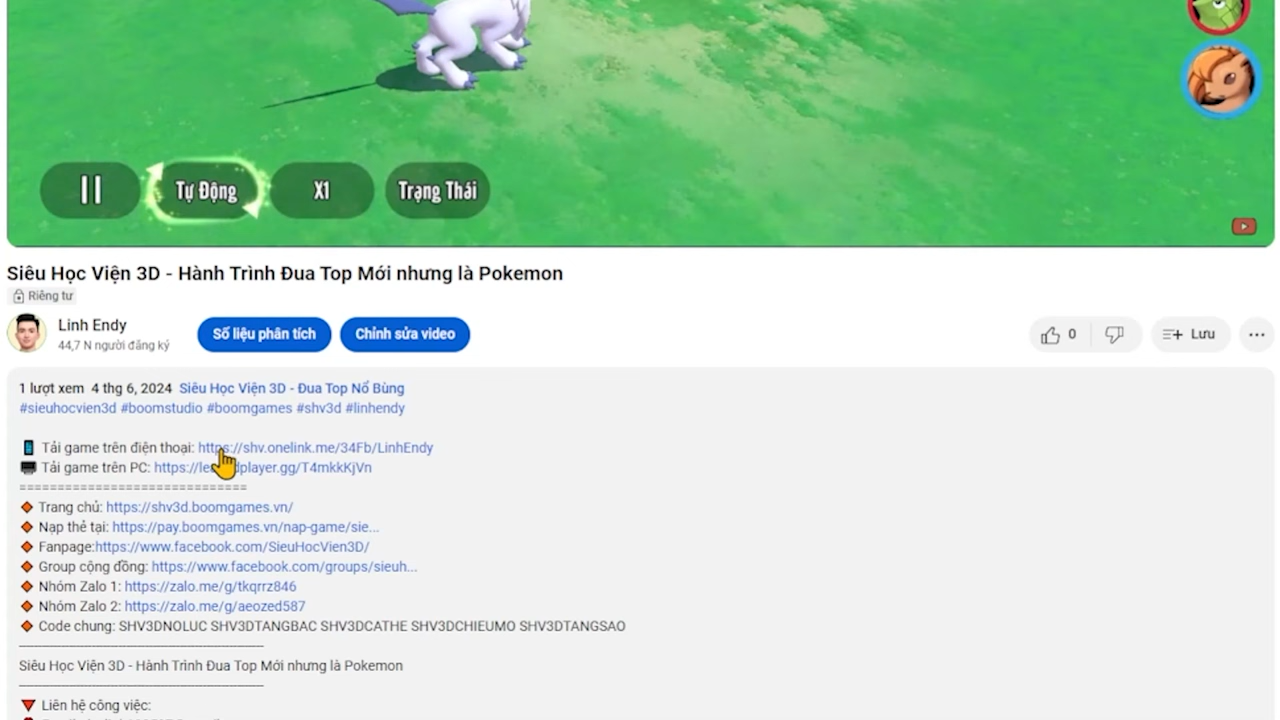 Tự Động
X1
Trạng Thái
Siêu Học Viện 3D - Hành Trình Đua Top Mới nhưng là Pokemon
Riêng tư
Linh Endy
44,7 N người đăng ký
Số liệu phân tích
Chỉnh sửa video
0
Lưu
1 lượt xem 4 thg 6, 2024 Siêu Học Viện 3D - Đua Top Nổ Bùng
#sieuhocvien3d #boomstudio #boomgames #shv3d #linhendy
Tải game trên điện thoại: https://shv.onelink.me/34Fb/LinhEndy
Tải game trên PC: dplayer.gg/T4mkkKjVn
==============================
Trang chủ: https://shv3d.boomgames.vn/
Nạp thẻ tại: https://pay.boomgames.vn/nap-game/sie...
Fanpage:https://www.facebook.com/SieuHocVien3D/
Group cộng đồng: https://www.facebook.com/groups/sieuh...
Nhóm Zalo 1: https://zalo.me/g/tkqrrz846
Nhóm Zalo 2: https://zalo.me/g/aeozed587
Code chung: SHV3DNOLUC SHV3DTANGBAC SHV3DCATHE SHV3DCHIEUMO SHV3DTANGSAO
Siêu Học Viện 3D - Hành Trình Đua Top Mới nhưng là Pokemon
Liên hệ công việc: